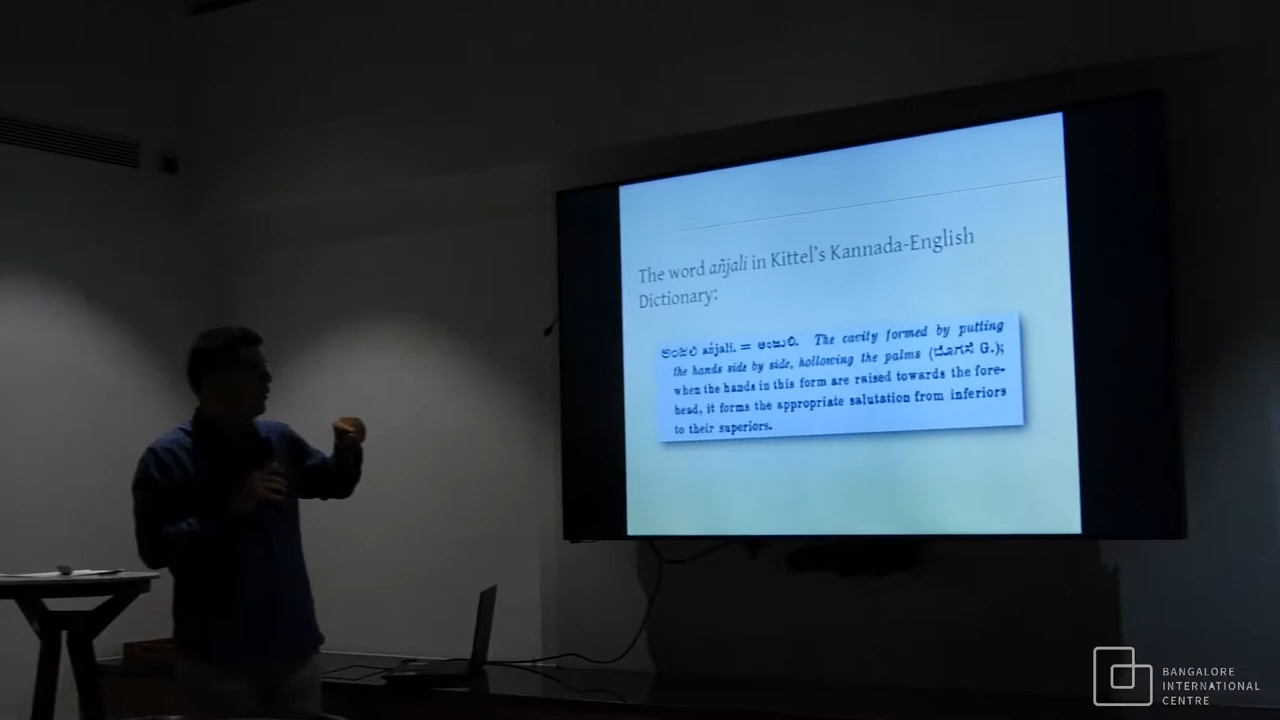 The word añjali in Kittel's Kannada-English
Dictionary:
ಅಂಜಲಿ añjali. = ಅಂಜುಲಿ. The cavity formed by putting
the hands side by side, hollowing the palms (ಬೊಗಸೆ G.);
when the hands in this form are raised towards the fore-
head, it forms the appropriate salutation from inferiors
to their superiors.
BANGALORE
INTERNATIONAL
CENTRE